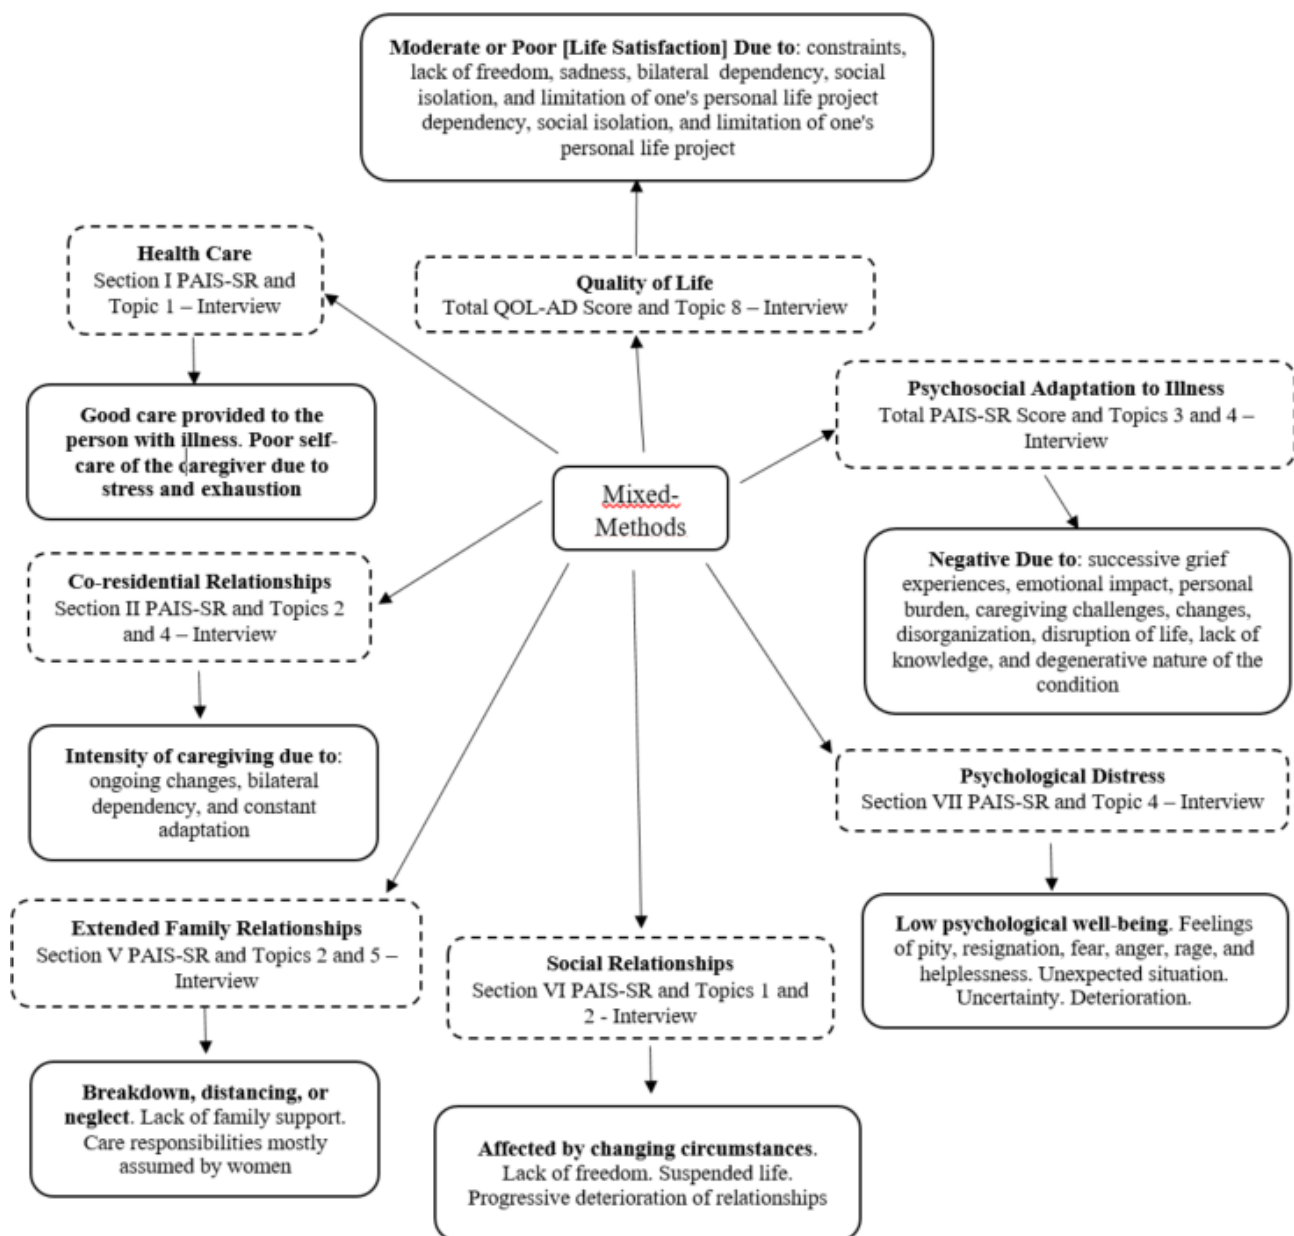 Moderate or Poor [Life Satisfaction] Due to: constraints,
lack of freedom, sadness, bilateral dependency, social
isolation, and limitation of one's personal life project
dependency, social isolation, and limitation of one's
personal life project
Health Care
Section I PAIS-SR and
Topic 1 – Interview
Quality of Life
Total QOL-AD Score and Topic 8 – Interview
Psychosocial Adaptation to Illness
Total PAIS-SR Score and Topics 3 and 4 –
Interview
Good care provided to the
person with illness. Poor self-
care of the caregiver due to
stress and exhaustion
Mixed-
Methods
Negative Due to: successive grief
experiences, emotional impact, personal
burden, caregiving challenges, changes,
disorganization, disruption of life, lack of
knowledge, and degenerative nature of the
condition
Co-residential Relationships
Section II PAIS-SR and Topics 2
and 4 – Interview
Intensity of caregiving due to:
ongoing changes, bilateral
dependency, and constant
adaptation
Psychological Distress
Section VII PAIS-SR and Topic 4 – Interview
Extended Family Relationships
Section V PAIS-SR and Topics 2 and 5 –
Interview
Social Relationships
Section VI PAIS-SR and Topics 1 and
2 - Interview
Low psychological well-being. Feelings
of pity, resignation, fear, anger, rage, and
helplessness. Unexpected situation.
Uncertainty. Deterioration.
Breakdown, distancing, or
neglect. Lack of family support.
Care responsibilities mostly
assumed by women
Affected by changing circumstances.
Lack of freedom. Suspended life.
Progressive deterioration of relationships